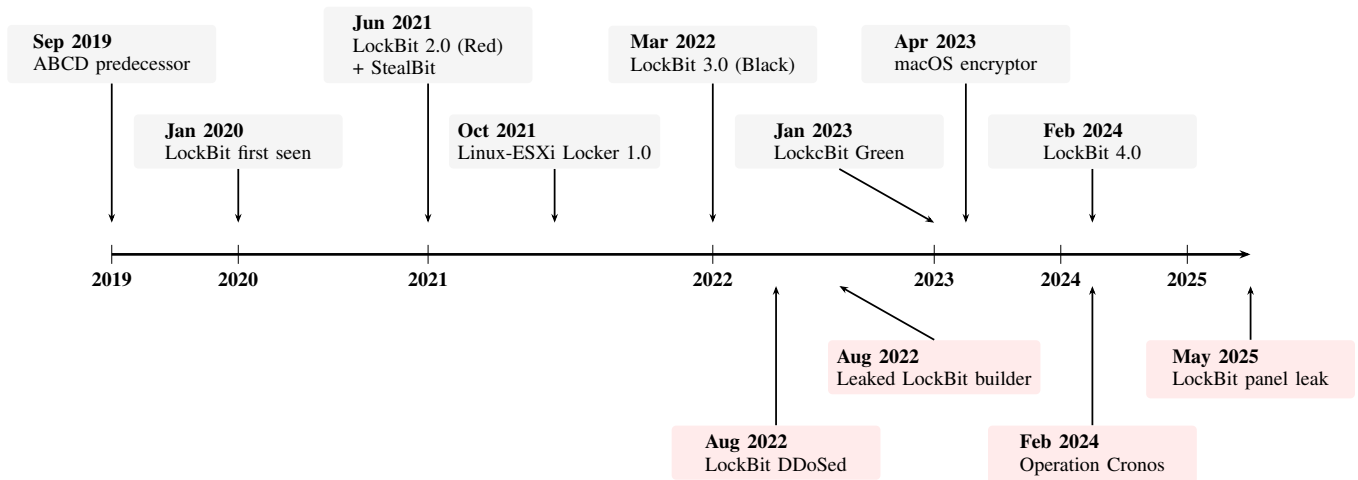 Sep 2019
ABCD predecessor
Jun 2021
LockBit 2.0 (Red)
+ StealBit
Mar 2022
LockBit 3.0 (Black)
Apr 2023
macOS encryptor
Jan 2020
LockBit first seen
Oct 2021
Linux-ESXi Locker 1.0
Jan 2023
LockcBit Green
Feb 2024
LockBit 4.0
2019
2020
2021
2022
2023
2024
2025
Aug 2022
Leaked LockBit builder
May 2025
LockBit panel leak
Aug 2022
LockBit DDoSed
Feb 2024
Operation Cronos